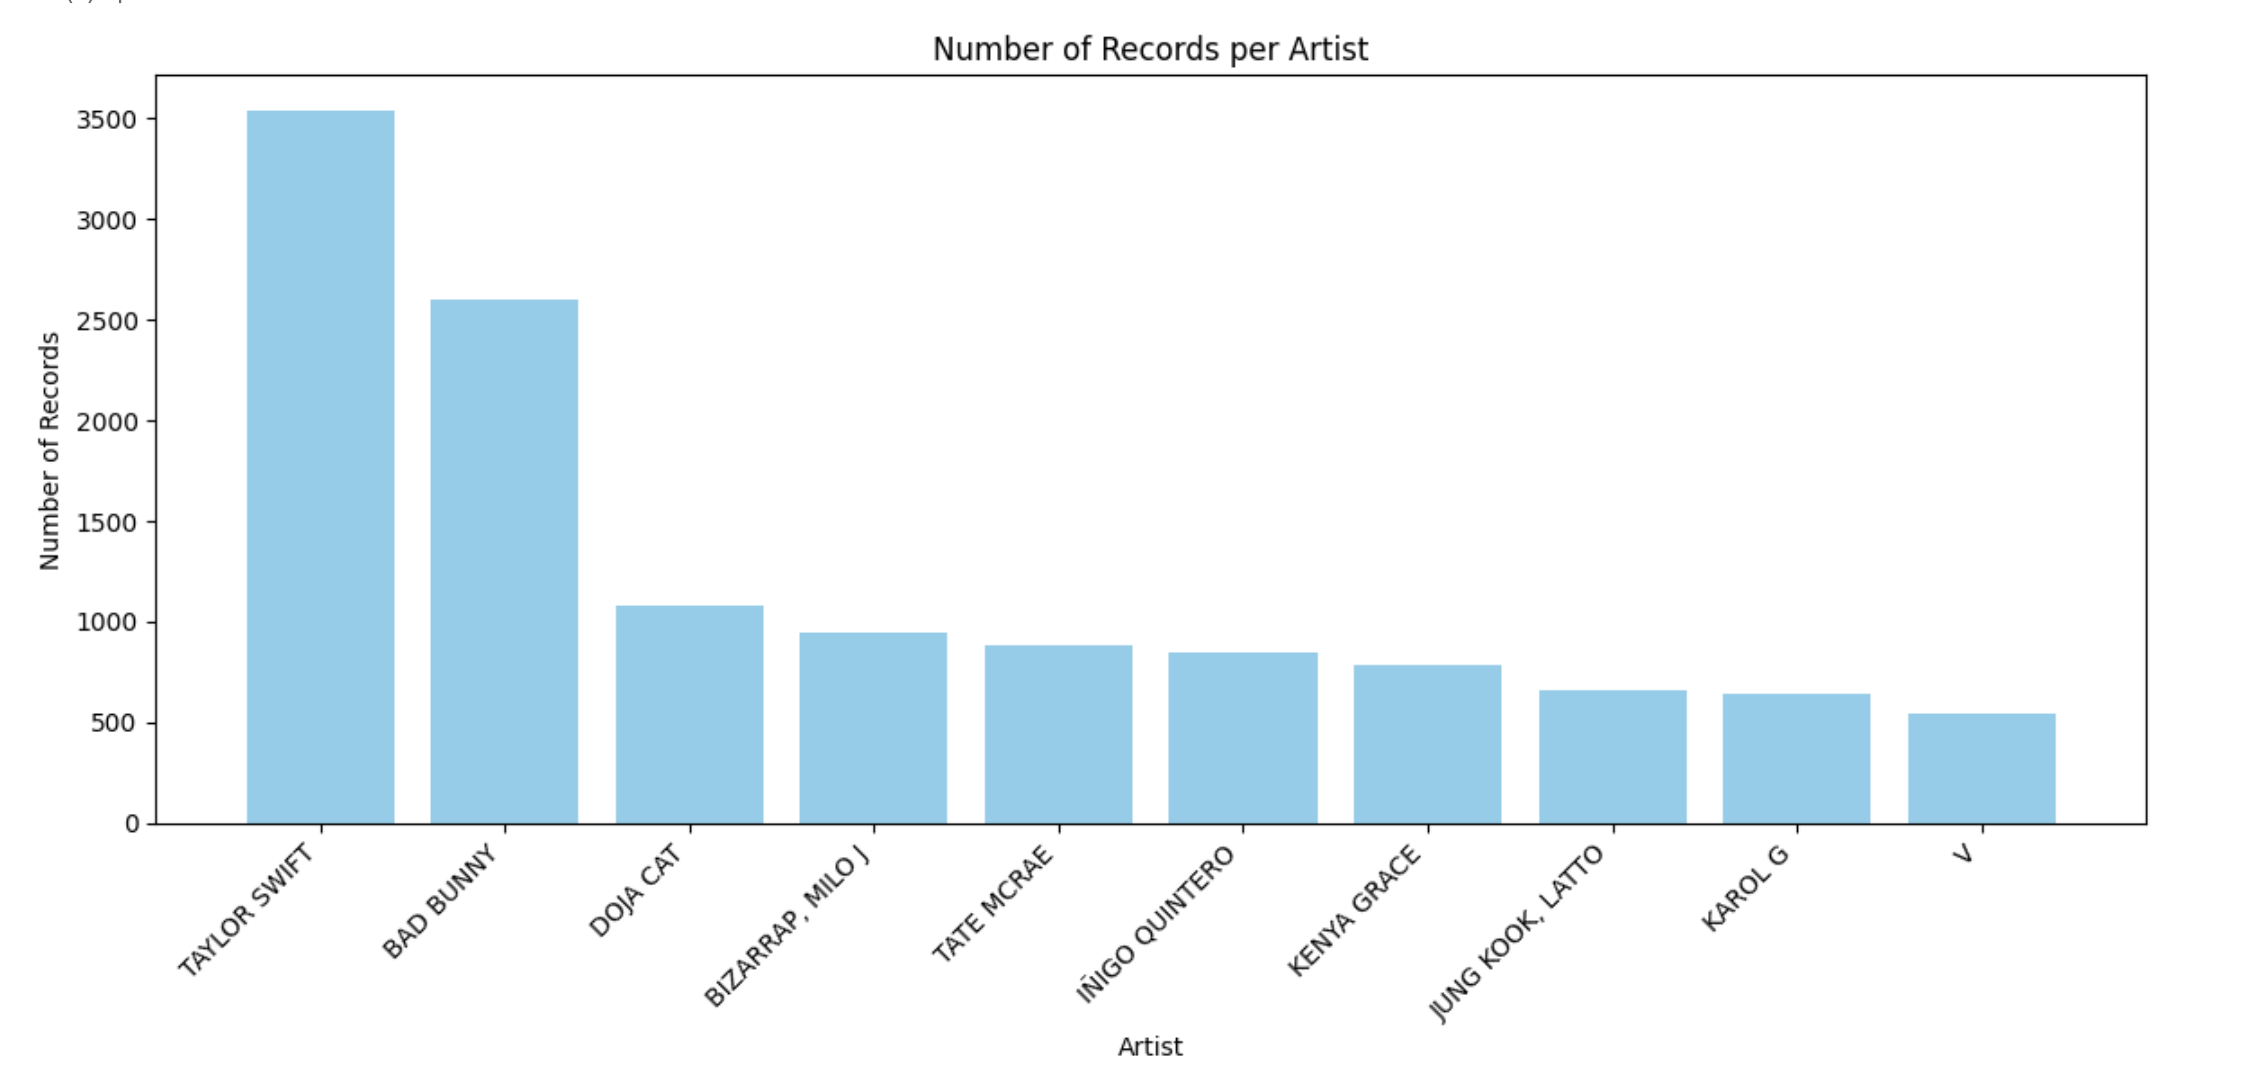 Number of Records per Artist
Number of Records
3500
3000
2500
2000
1500
1000
500
0
TAYLOR SWIFT
BAD BUNNY
DOJA CAT
BIZARRAP, MILO J
TATE MCRAE
IÑIGO QUINTERO
KENYA GRACE
JUNG KOOK, LATTO
KAROL G
V
Artist